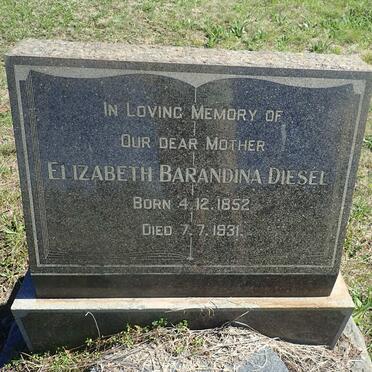 In Loving Memory of
Our dear Mother
Elizabeth Barandina Diesel
Born 4.12.1852.
Died 7.7.1931.